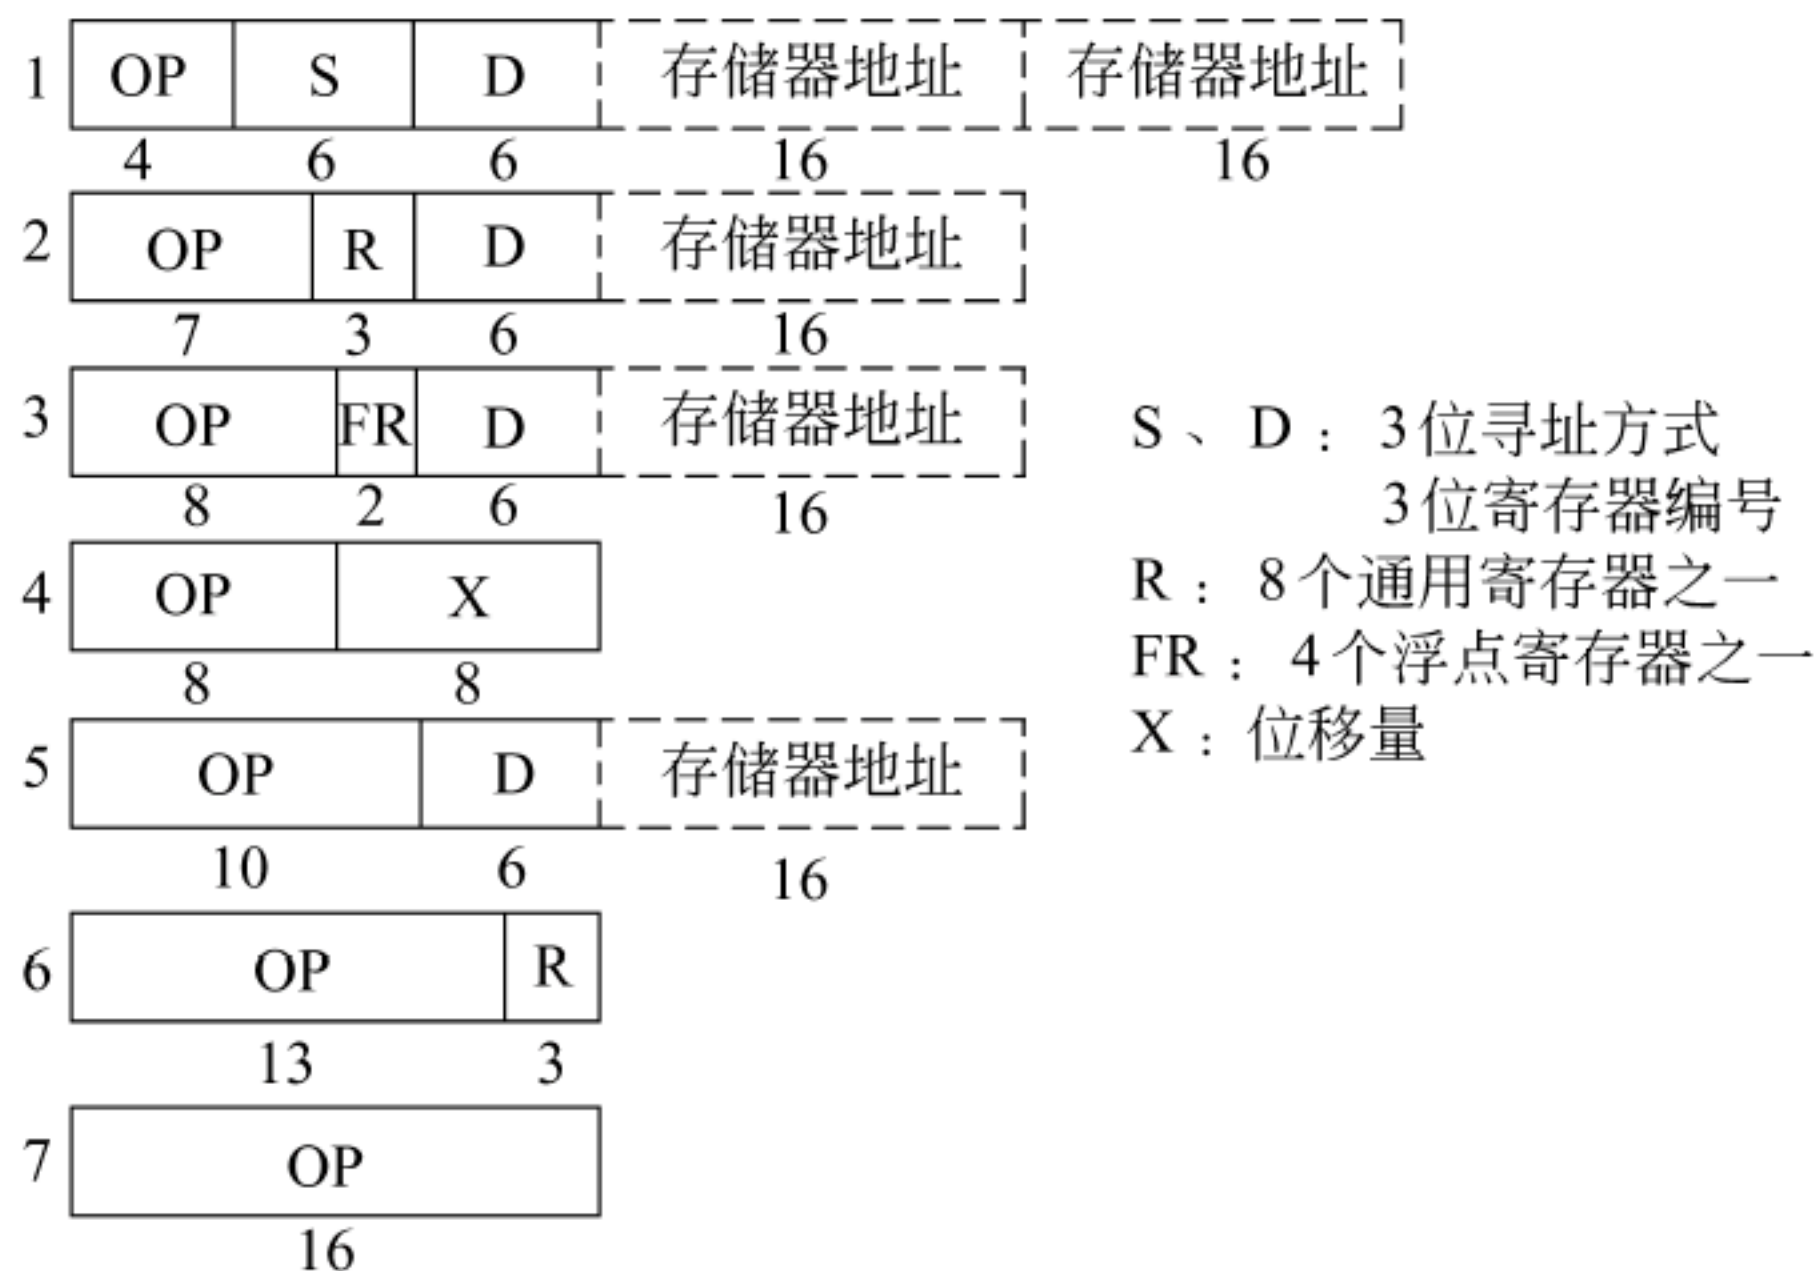 1 OP S D 存储器地址 存储器地址
4 6 6 16 16
2 OP R D 存储器地址
7 3 6 16
3 OP FR D 存储器地址
8 2 6 16
S、D：3位寻址方式
3位寄存器编号
R：8个通用寄存器之一
FR：4个浮点寄存器之一
X：位移量
4 OP X
8 8
5 OP D 存储器地址
10 6 16
6 OP R
13 3
7 OP
16